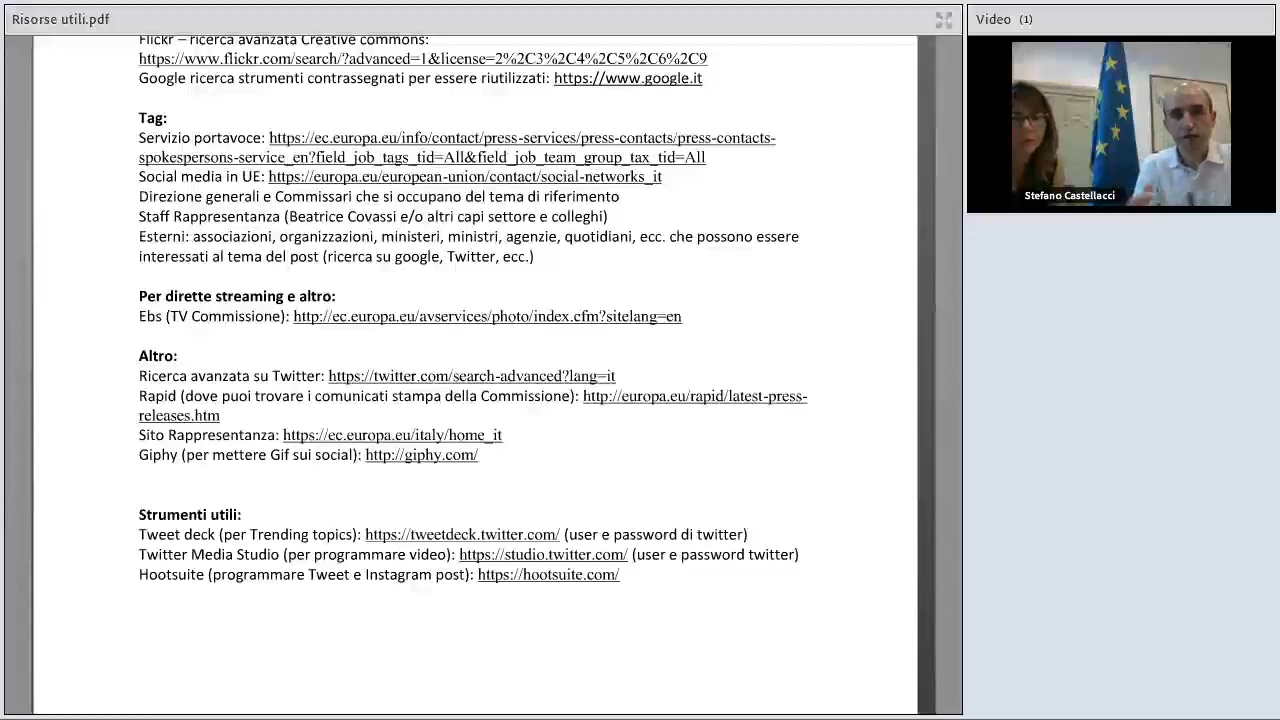 Risorse utili.pdf
Video (1)
Flickr – ricerca avanzata Creative commons:
https://www.flickr.com/search/?advanced=1&license=2%2C3%2C4%2C5%2C6%2C9
Google ricerca strumenti contrassegnati per essere riutilizzati: https://www.google.it
Tag:
Servizio portavoce: https://ec.europa.eu/info/contact/press-services/press-contacts/press-contacts-
spokespersons-service_en?field_job_tags_tid=All&field_job_team_group_tax_tid=All
Social media in UE: https://europa.eu/european-union/contact/social-networks_it
Direzione generali e Commissari che si occupano del tema di riferimento
Staff Rappresentanza (Beatrice Covassi e/o altri capi settore e colleghi)
Esterni: associazioni, organizzazioni, ministeri, ministri, agenzie, quotidiani, ecc. che possono essere
interessati al tema del post (ricerca su google, Twitter, ecc.)
Per dirette streaming e altro:
Ebs (TV Commissione): http://ec.europa.eu/avservices/photo/index.cfm?sitelang=en
Altro:
Ricerca avanzata su Twitter: https://twitter.com/search-advanced?lang=it
Rapid (dove puoi trovare i comunicati stampa della Commissione): http://europa.eu/rapid/latest-press-
releases.htm
Sito Rappresentanza: https://ec.europa.eu/italy/home_it
Giphy (per mettere Gif sui social): http://giphy.com/
Strumenti utili:
Tweet deck (per Trending topics): https://tweetdeck.twitter.com/ (user e password di twitter)
Twitter Media Studio (per programmare video): https://studio.twitter.com/ (user e password twitter)
Hootsuite (programmare Tweet e Instagram post): https://hootsuite.com/
Stefano Castellacci